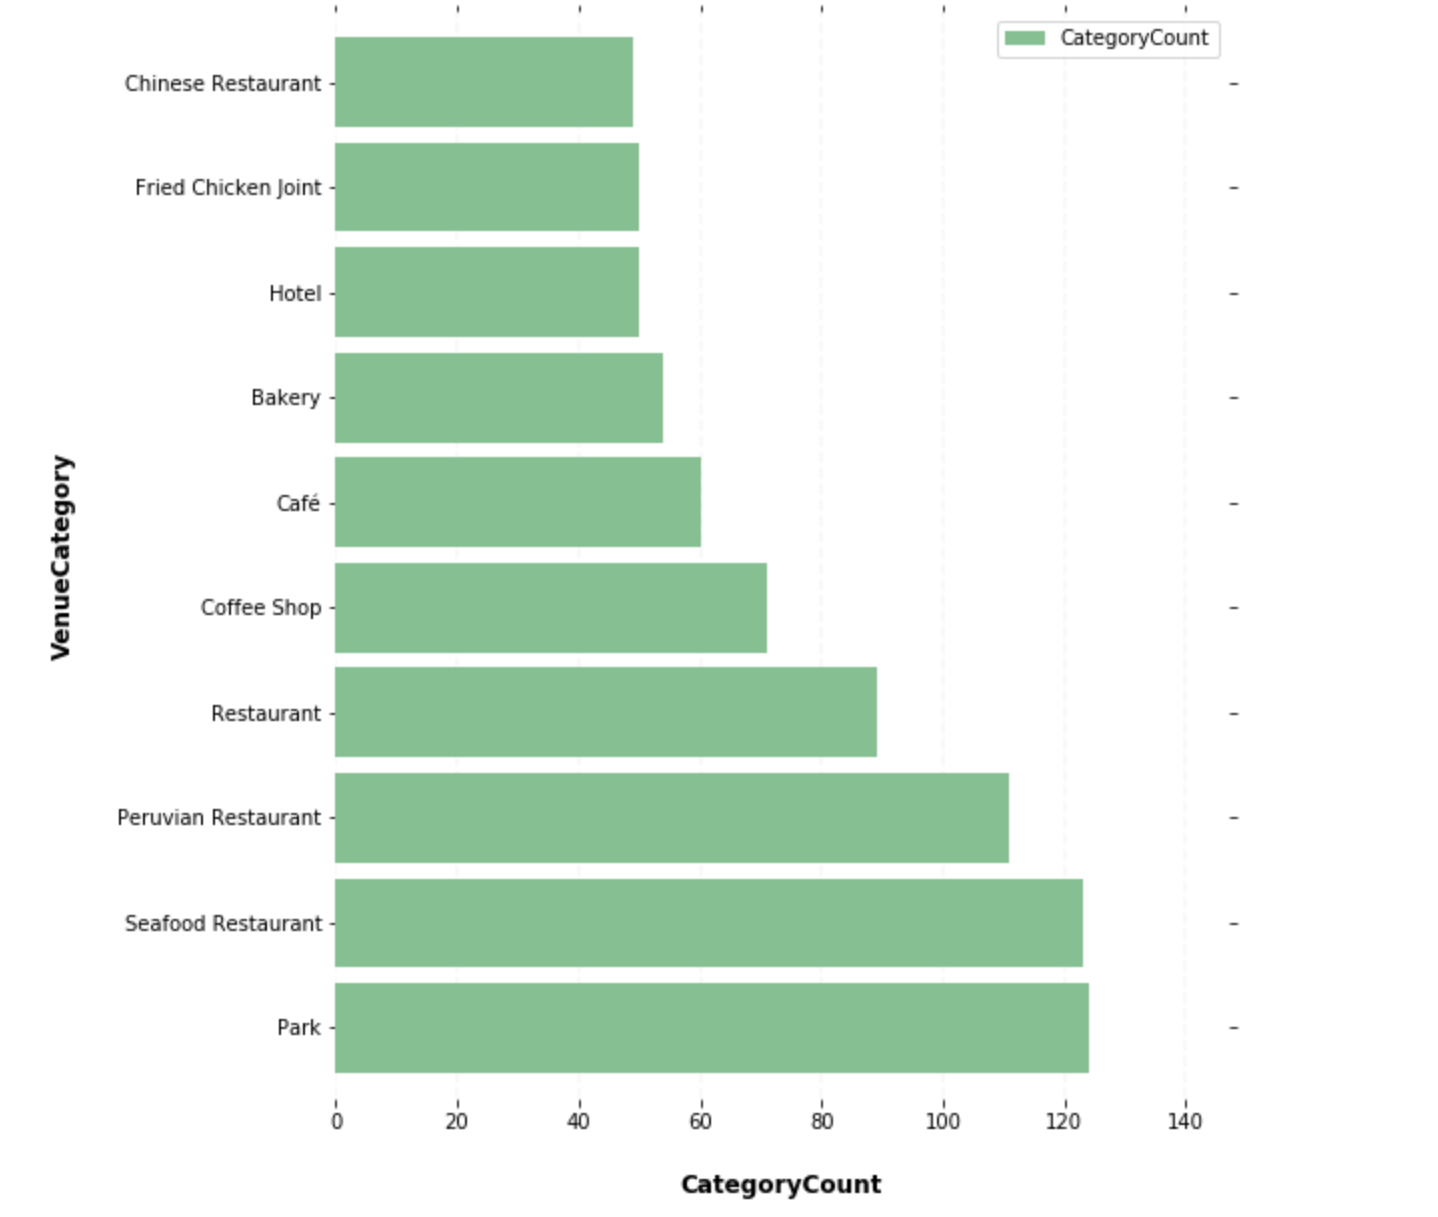 CategoryCount
Chinese Restaurant
Fried Chicken Joint
Hotel
Bakery
Café
Coffee Shop
Restaurant
Peruvian Restaurant
Seafood Restaurant
Park
VenueCategory
0 20 40 60 80 100 120 140
CategoryCount